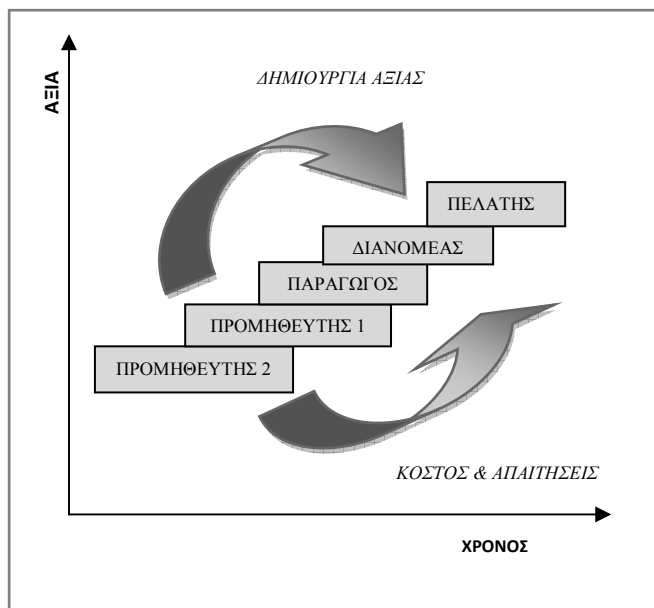 ΑΞΙΑ
ΔΗΜΙΟΥΡΓΙΑ ΑΞΙΑΣ
ΠΕΛΑΤΗΣ
ΔΙΑΝΟΜΕΑΣ
ΠΑΡΑΓΩΓΟΣ
ΠΡΟΜΗΘΕΥΤΗΣ 1
ΠΡΟΜΗΘΕΥΤΗΣ 2
ΚΟΣΤΟΣ & ΑΠΑΙΤΗΣΕΙΣ
ΧΡΟΝΟΣ